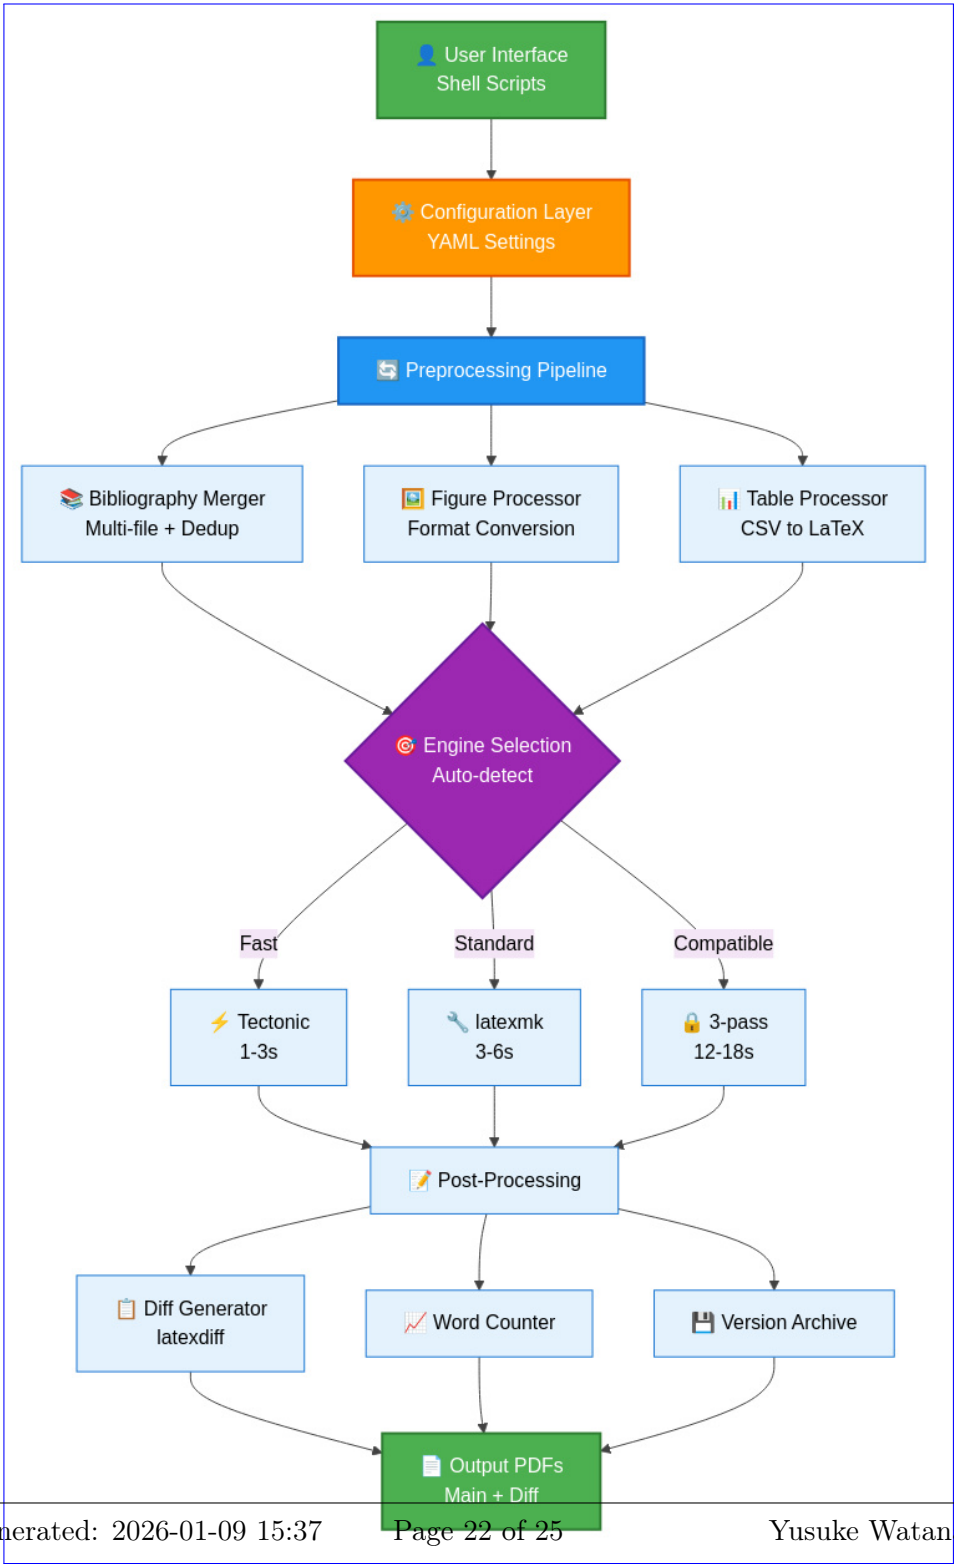 👤 User Interface
Shell Scripts
⚙️ Configuration Layer
YAML Settings
🔄 Preprocessing Pipeline
📚 Bibliography Merger
Multi-file + Dedup
🖼️ Figure Processor
Format Conversion
📊 Table Processor
CSV to LaTeX
🎯 Engine Selection
Auto-detect
Fast
Standard
Compatible
⚡ Tectonic
1-3s
🔧 latexmk
3-6s
🔒 3-pass
12-18s
📝 Post-Processing
📋 Diff Generator
latexdiff
📈 Word Counter
💾 Version Archive
📄 Output PDFs
Main + Diff
nerated: 2026-01-09 15:37 Page 22 of 25 Yusuke Watan